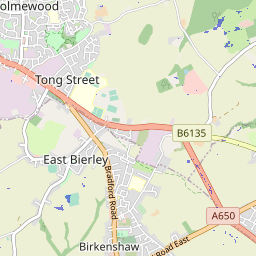 olmewood
Tong Street
B6135
East Bierley
Bradford Road
A650
Birkenshaw
Road East